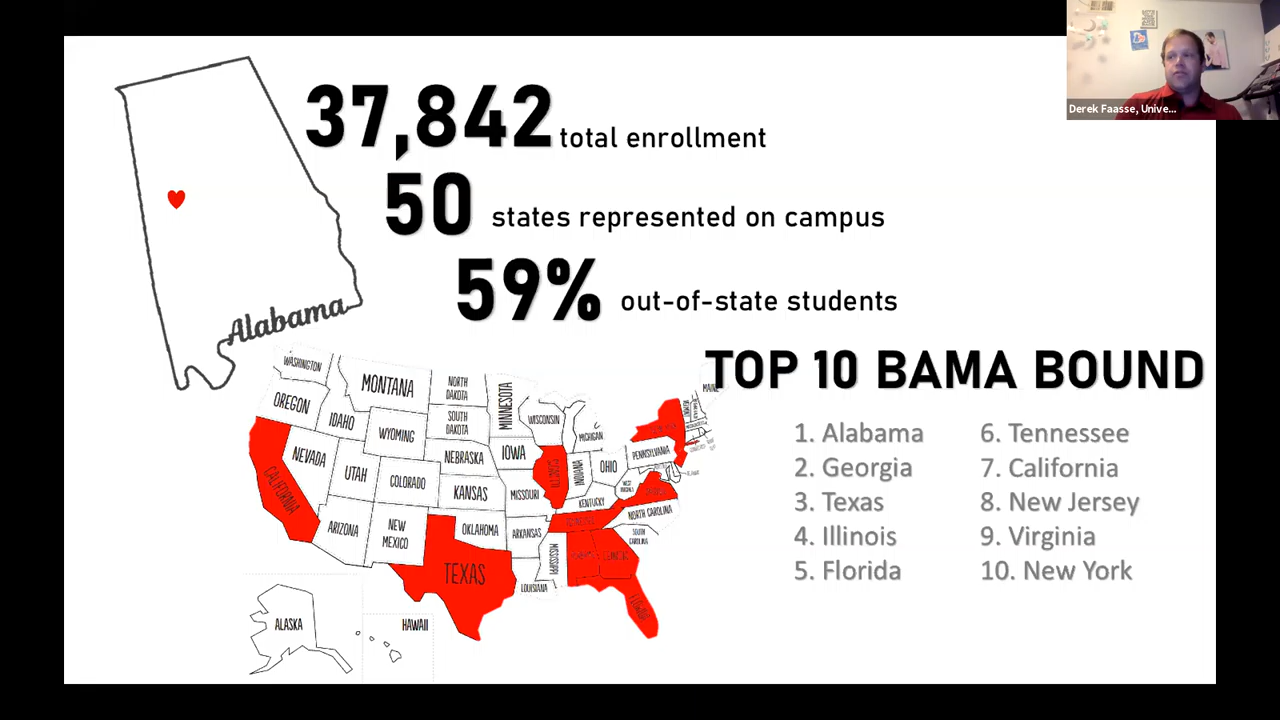 Derek Faasse, Unive...
37,842 total enrollment
50 states represented on campus
59% out-of-state students
Alabama
TOP 10 BAMA BOUND
1. Alabama
2. Georgia
3. Texas
4. Illinois
5. Florida
6. Tennessee
7. California
8. New Jersey
9. Virginia
10. New York
WASHINGTON
OREGON
IDAHO
MONTANA
NORTH
DAKOTA
SOUTH
DAKOTA
MINNESOTA
WISCONSIN
MICHIGAN
MAINE
WYOMING
NEVADA
UTAH
COLORADO
NEBRASKA
IOWA
ILLINOIS
INDIANA
OHIO
PENNSYLVANIA
CALIFORNIA
ARIZONA
NEW
MEXICO
KANSAS
MISSOURI
KENTUCKY
WEST
VIRGINIA
OKLAHOMA
ARKANSAS
NORTH CAROLINA
SOUTH
CAROLINA
TEXAS
LOUISIANA
MISSISSIPPI
FLORIDA
ALASKA
HAWAII